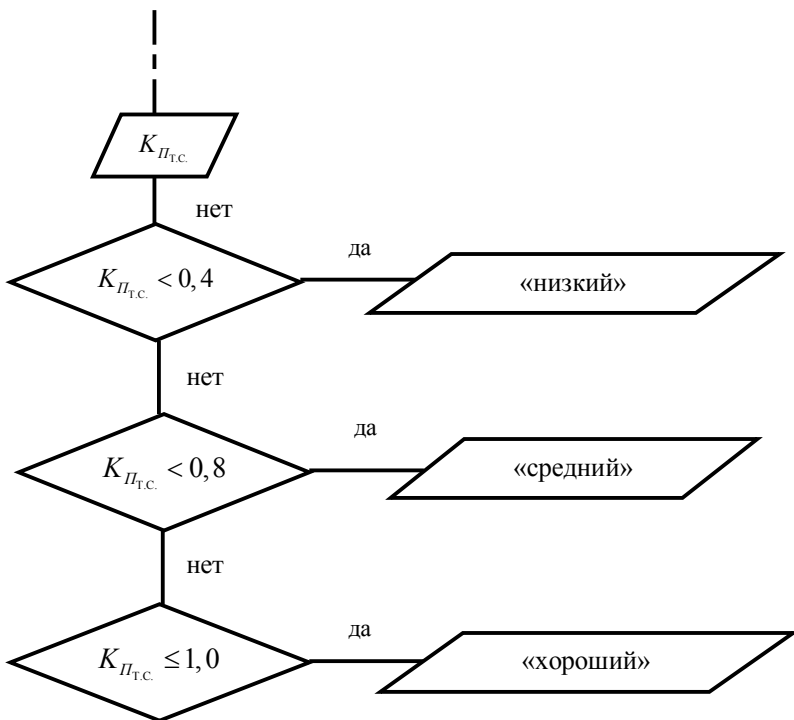 K_{П_{Т.С.}}
нет
K_{П_{Т.С.}} < 0,4
да
«низкий»
нет
K_{П_{Т.С.}} < 0,8
да
«средний»
нет
K_{П_{Т.С.}} ≤ 1,0
да
«хороший»